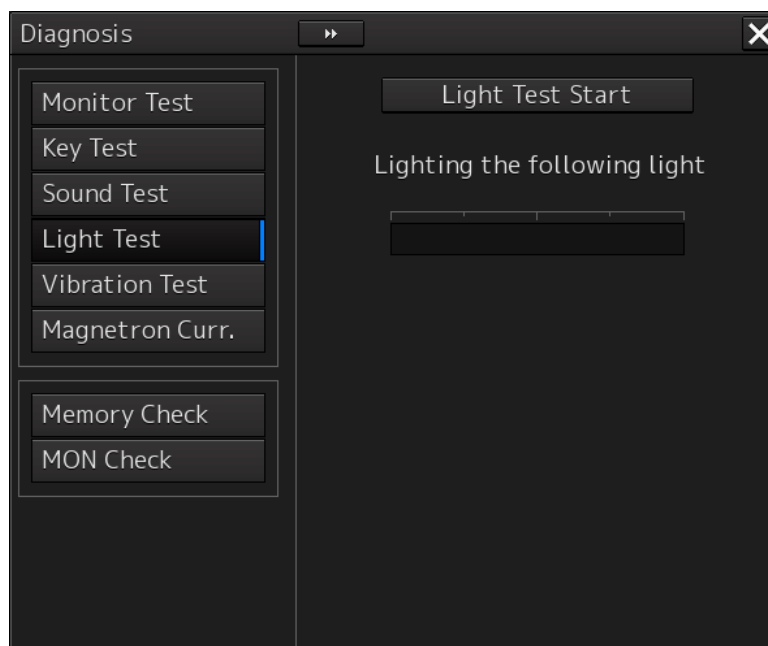 Diagnosis
Monitor Test
Key Test
Sound Test
Light Test
Vibration Test
Magnetron Curr.
Memory Check
MON Check
Light Test Start
Lighting the following light